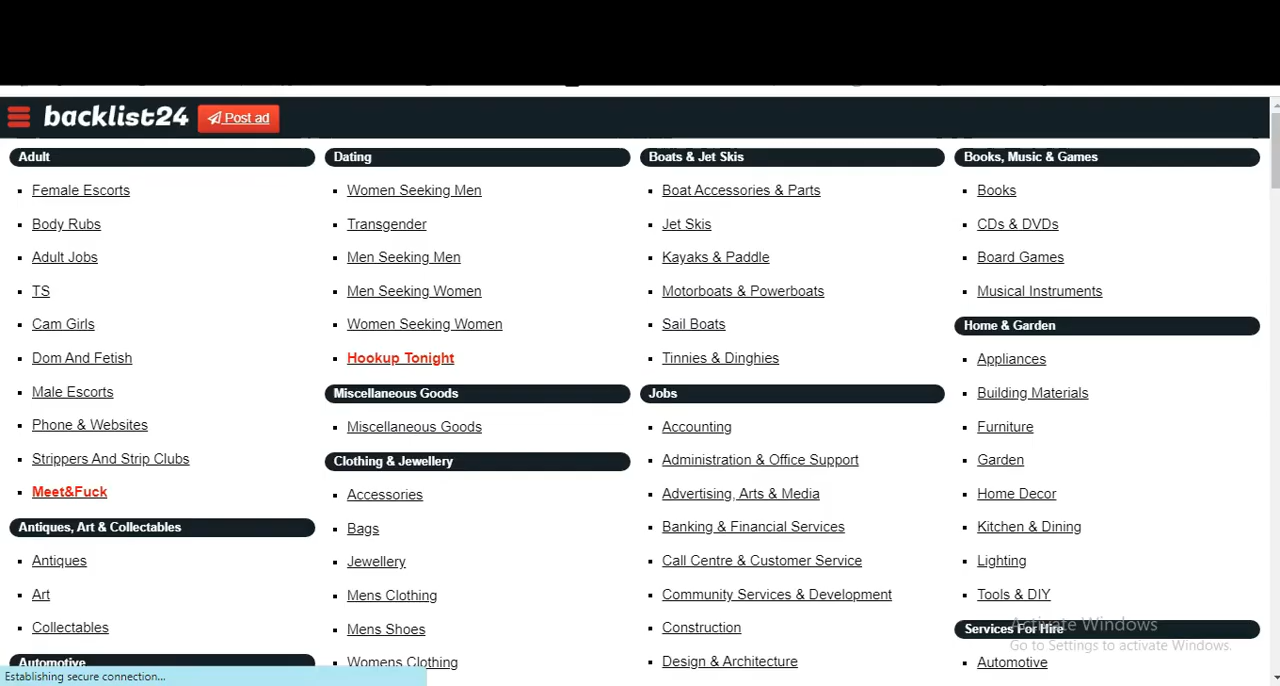 backlist24
Post ad
Adult
Female Escorts
Body Rubs
Adult Jobs
TS
Cam Girls
Dom And Fetish
Male Escorts
Phone & Websites
Strippers And Strip Clubs
Meet&Fuck
Antiques, Art & Collectables
Antiques
Art
Collectables
Automotive
Dating
Women Seeking Men
Transgender
Men Seeking Men
Men Seeking Women
Women Seeking Women
Hookup Tonight
Miscellaneous Goods
Miscellaneous Goods
Clothing & Jewellery
Accessories
Bags
Jewellery
Mens Clothing
Mens Shoes
Womens Clothing
Boats & Jet Skis
Boat Accessories & Parts
Jet Skis
Kayaks & Paddle
Motorboats & Powerboats
Sail Boats
Tinnies & Dinghies
Jobs
Accounting
Administration & Office Support
Advertising, Arts & Media
Banking & Financial Services
Call Centre & Customer Service
Community Services & Development
Construction
Design & Architecture
Books, Music & Games
Books
CDs & DVDs
Board Games
Musical Instruments
Home & Garden
Appliances
Building Materials
Furniture
Garden
Home Decor
Kitchen & Dining
Lighting
Tools & DIY
Services For Hire
Automotive
Activate Windows
Go to Settings to activate Windows.
Establishing secure connection...